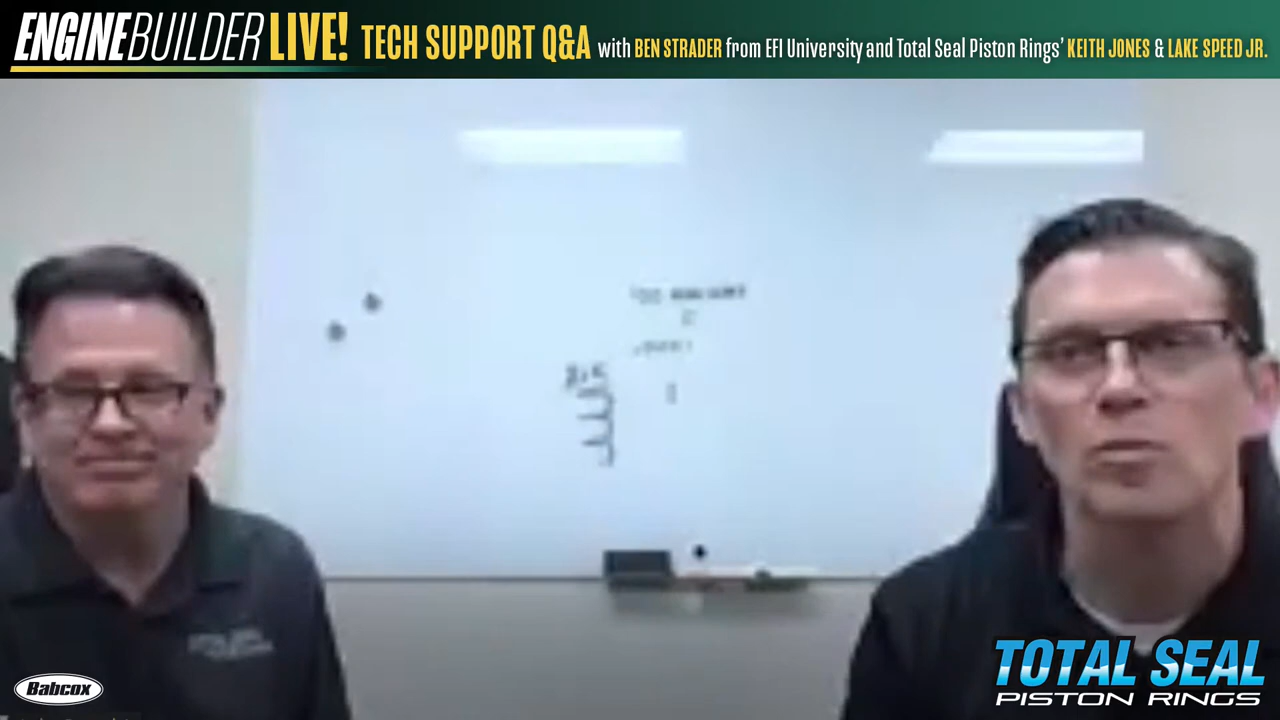 ENGINEBUILDER LIVE! TECH SUPPORT Q&A with BEN STRADER from EFI University and Total Seal Piston Rings' KEITH JONES & LAKE SPEED JR.
Babcox
TOTAL SEAL
PISTON RINGS